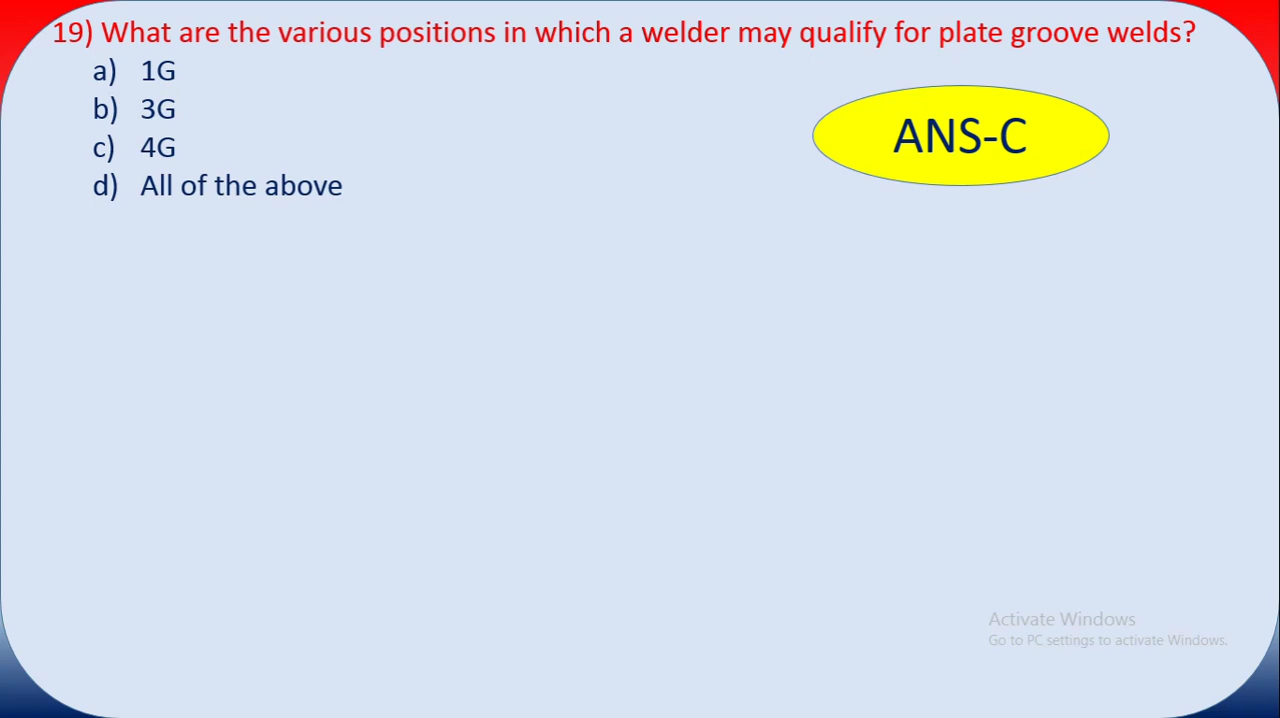 19) What are the various positions in which a welder may qualify for plate groove welds?
a) 1G
b) 3G
c) 4G
d) All of the above
ANS-C
Activate Windows
Go to PC settings to activate Windows.